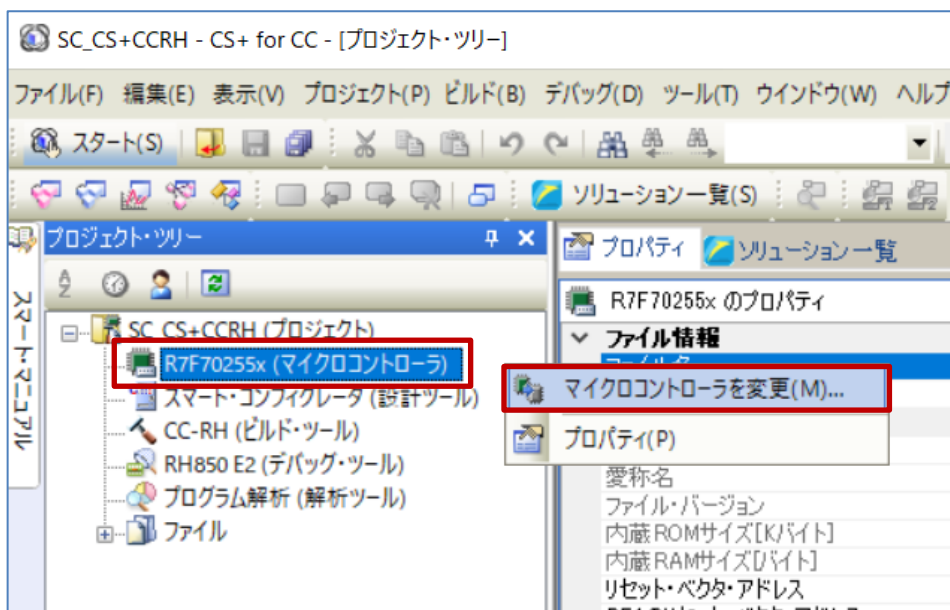 SC_CS+CCRH - CS+ for CC - [プロジェクト・ツリー]
ファイル(F) 編集(E) 表示(V) プロジェクト(P) ビルド(B) デバッグ(D) ツール(T) ウインドウ(W) ヘルプ
スタート(S)
ソリューション一覧(S)
スマート・マニュアル
プロジェクト・ツリー
SC_CS+CCRH (プロジェクト)
R7F70255x (マイクロコントローラ)
スマート・コンフィグレータ (設計ツール)
CC-RH (ビルド・ツール)
RH850 E2 (デバッグ・ツール)
プログラム解析 (解析ツール)
ファイル
プロパティ ソリューション一覧
R7F70255x のプロパティ
ファイル情報
ファイル名
マイクロコントローラを変更(M)...
プロパティ(P)
愛称名
ファイル・バージョン
内蔵ROMサイズ[Kバイト]
内蔵RAMサイズ[バイト]
リセット・ベクタ・アドレス